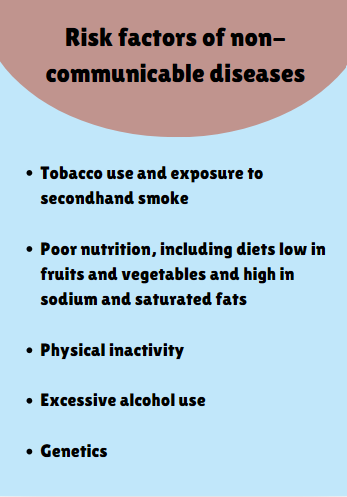 Risk factors of non-
communicable diseases
• Tobacco use and exposure to
secondhand smoke
• Poor nutrition, including diets low in
fruits and vegetables and high in
sodium and saturated fats
• Physical inactivity
• Excessive alcohol use
• Genetics